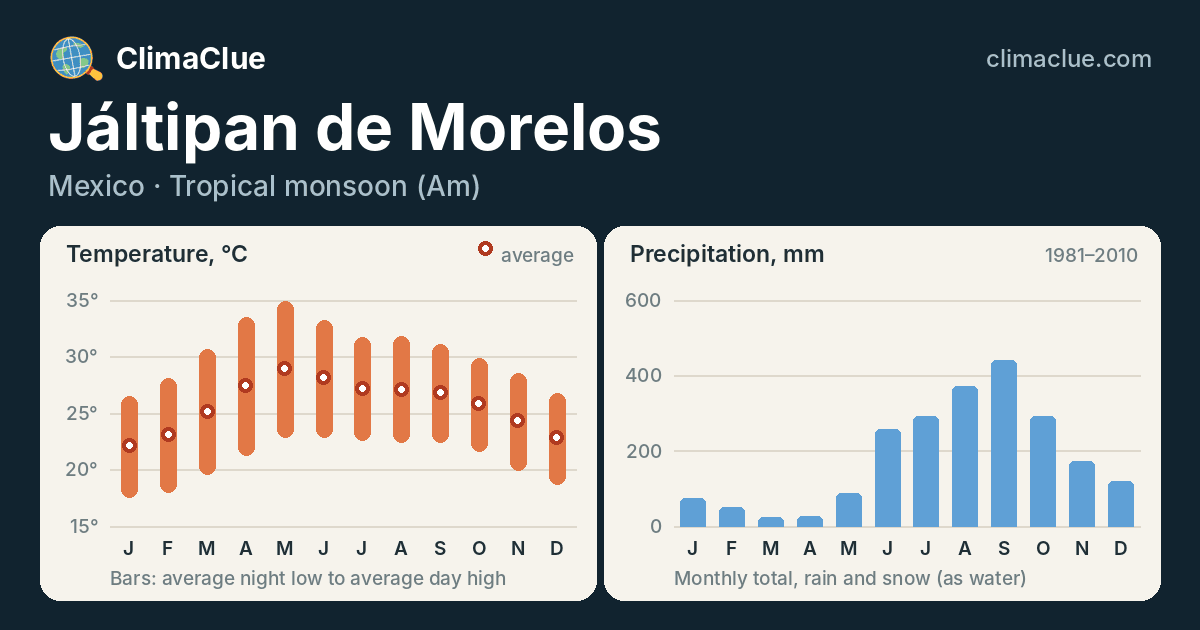 ClimaClue
climaclue.com
Jáltipan de Morelos
Mexico · Tropical monsoon (Am)
Temperature, °C
average
35°
30°
25°
20°
15°
J F M A M J J A S O N D
Bars: average night low to average day high
Precipitation, mm
1981–2010
600
400
200
0
J F M A M J J A S O N D
Monthly total, rain and snow (as water)